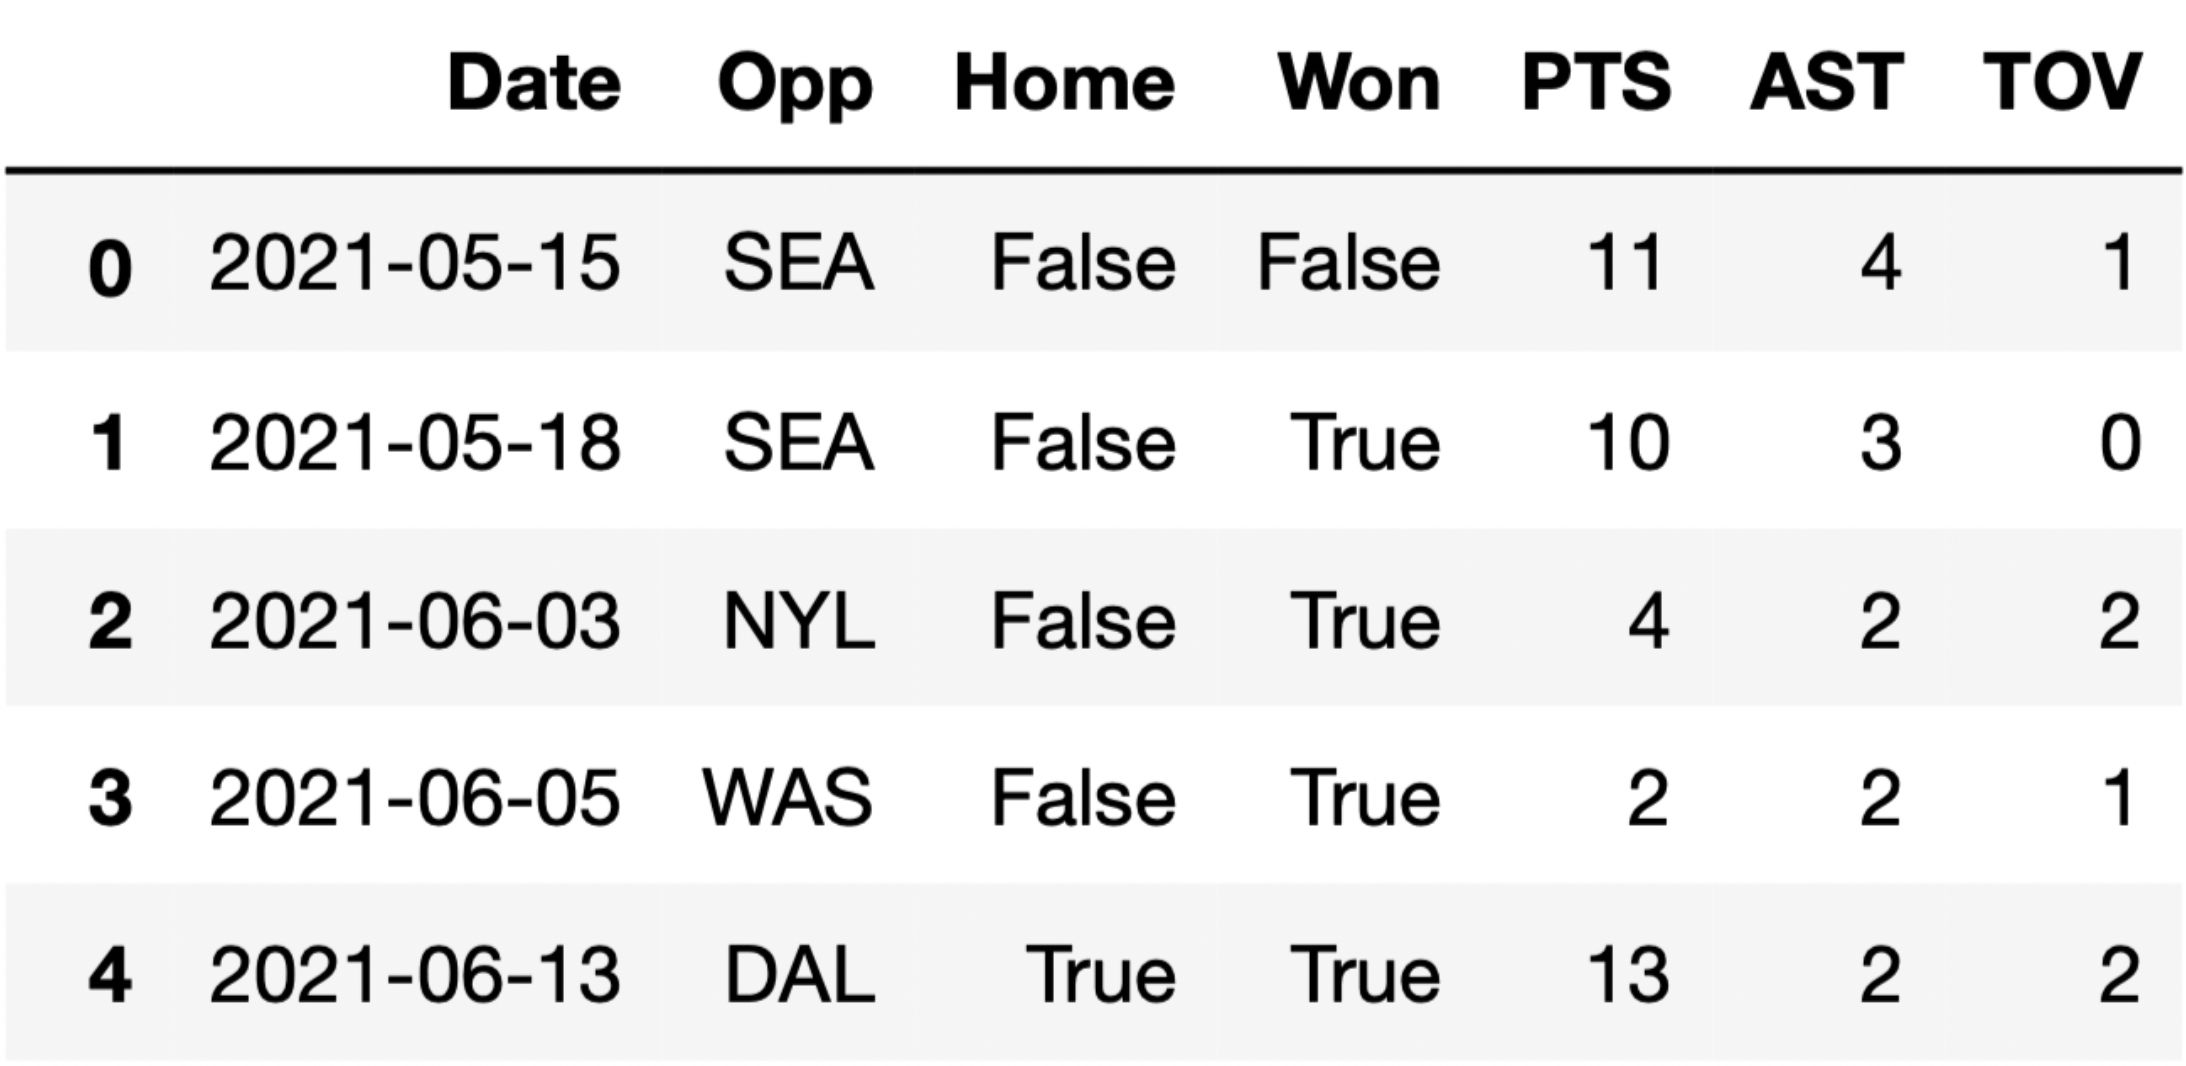 Date Opp Home Won PTS AST TOV
0 2021-05-15 SEA False False 11 4 1
1 2021-05-18 SEA False True 10 3 0
2 2021-06-03 NYL False True 4 2 2
3 2021-06-05 WAS False True 2 2 1
4 2021-06-13 DAL True True 13 2 2